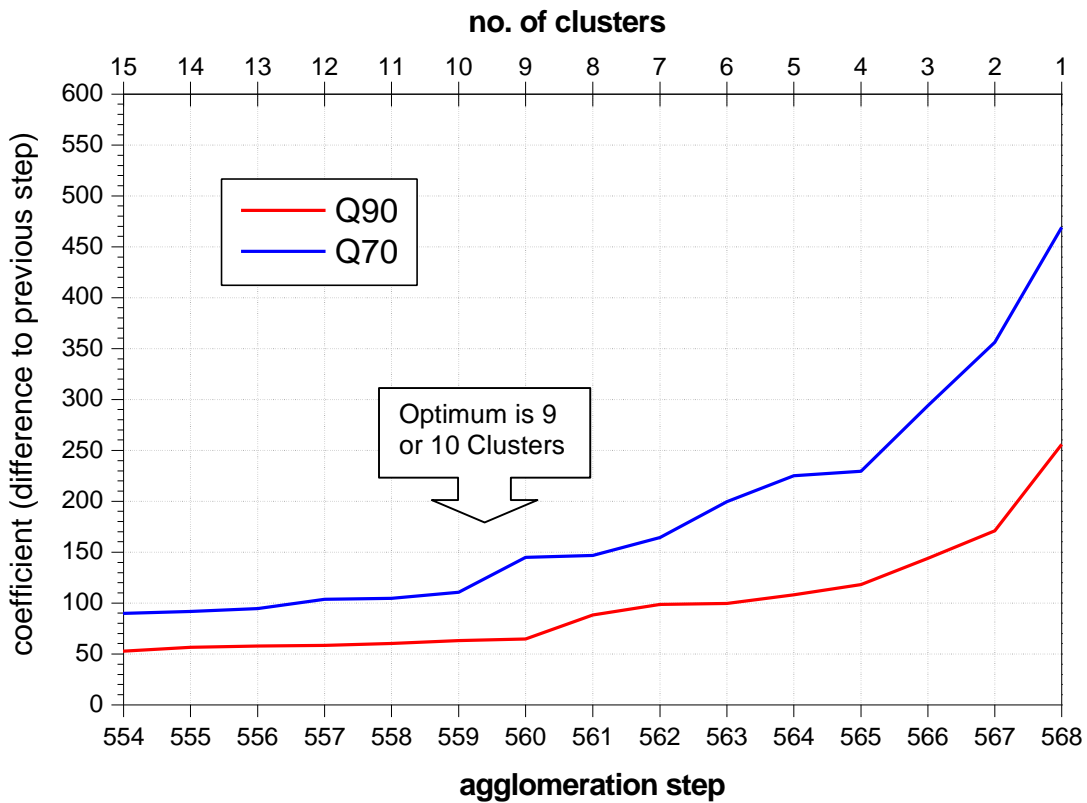 no. of clusters
15 14 13 12 11 10 9 8 7 6 5 4 3 2 1
600
550
500
450
400
350
300
250
200
150
100
50
0
coefficient (difference to previous step)
Q90
Q70
Optimum is 9
or 10 Clusters
554 555 556 557 558 559 560 561 562 563 564 565 566 567 568
agglomeration step